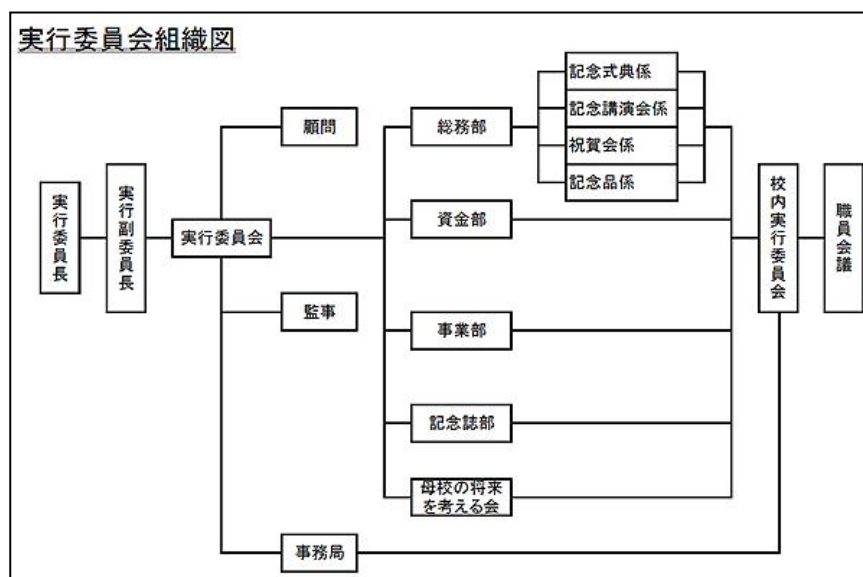 実行委員会組織図
実行委員長
実行副委員長
実行委員会
顧問
監事
事務局
総務部
資金部
事業部
記念誌部
母校の将来
を考える会
記念式典係
記念講演会係
祝賀会係
記念品係
校内実行委員会
職員会議